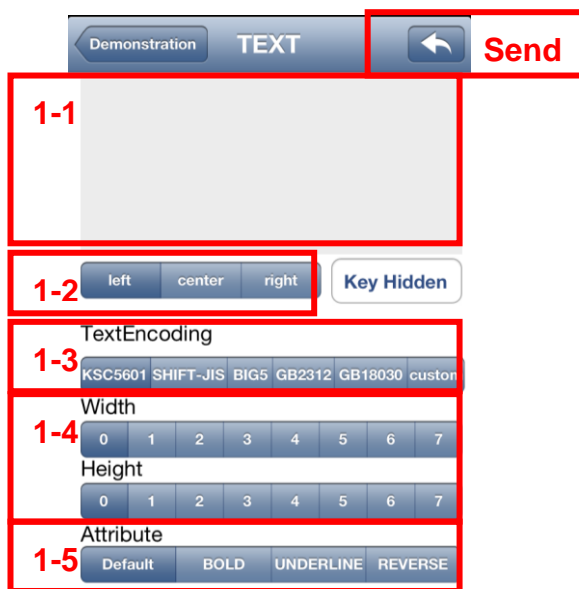 Demonstration TEXT Send
1-1
1-2 left center right Key Hidden
TextEncoding
1-3 KSC5601 SHIFT-JIS BIG5 GB2312 GB18030 custom
Width
1-4 0 1 2 3 4 5 6 7
Height
0 1 2 3 4 5 6 7
Attribute
1-5 Default BOLD UNDERLINE REVERSE